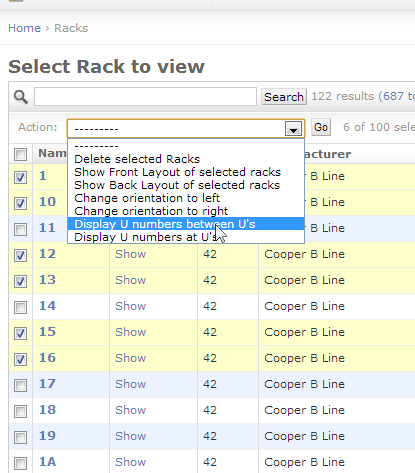 Home › Racks
Select Rack to view
Search 122 results (687 to
Action: --------- Go 6 of 100 sele
---------
Delete selected Racks
Show Front Layout of selected racks
Show Back Layout of selected racks
Change orientation to left
Change orientation to right
Display U numbers between U's
Display U numbers at U's
Nam acturer
1 B Line
10 B Line
11 B Line
12 Show 42 Cooper B Line
13 Show 42 Cooper B Line
14 Show 42 Cooper B Line
15 Show 42 Cooper B Line
16 Show 42 Cooper B Line
17 Show 42 Cooper B Line
18 Show 42 Cooper B Line
19 Show 42 Cooper B Line
1A Show 42 Cooper B Line